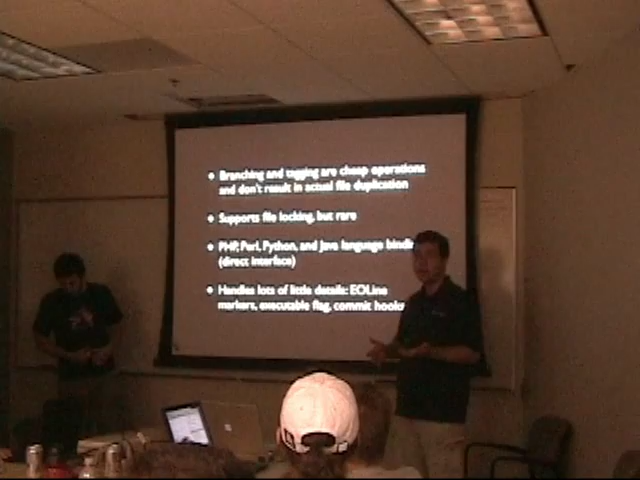 • Branching and tagging are cheap operations
and don't result in actual file duplication
• Supports file locking, but rare
• PHP, Perl, Python, and Java language
(direct interface)
• Handles lots of little details: EOLine
markers, executable flag, commit hooks